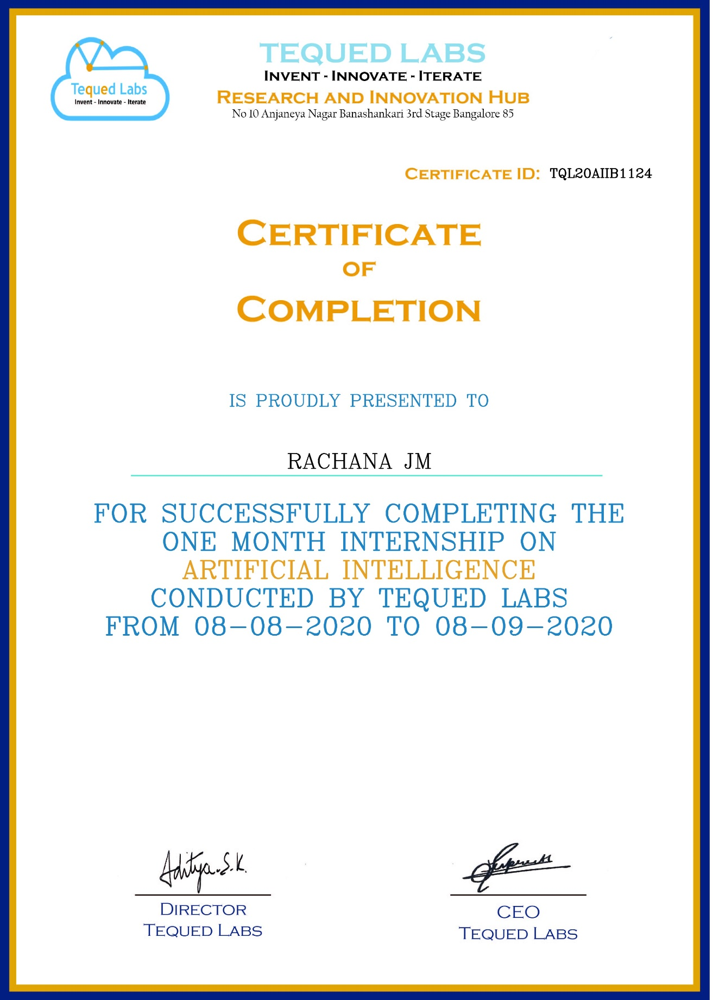 Tequed Labs
Invent - Innovate - Iterate
TEQUED LABS
INVENT - INNOVATE - ITERATE
RESEARCH AND INNOVATION HUB
No 10 Anjaneya Nagar Banashankari 3rd Stage Bangalore 85
CERTIFICATE ID: TQL20AIIB1124
CERTIFICATE
OF
COMPLETION
IS PROUDLY PRESENTED TO
RACHANA JM
FOR SUCCESSFULLY COMPLETING THE
ONE MONTH INTERNSHIP ON
ARTIFICIAL INTELLIGENCE
CONDUCTED BY TEQUED LABS
FROM 08-08-2020 TO 08-09-2020
Aditya.S.K.
DIRECTOR
TEQUED LABS
CEO
TEQUED LABS